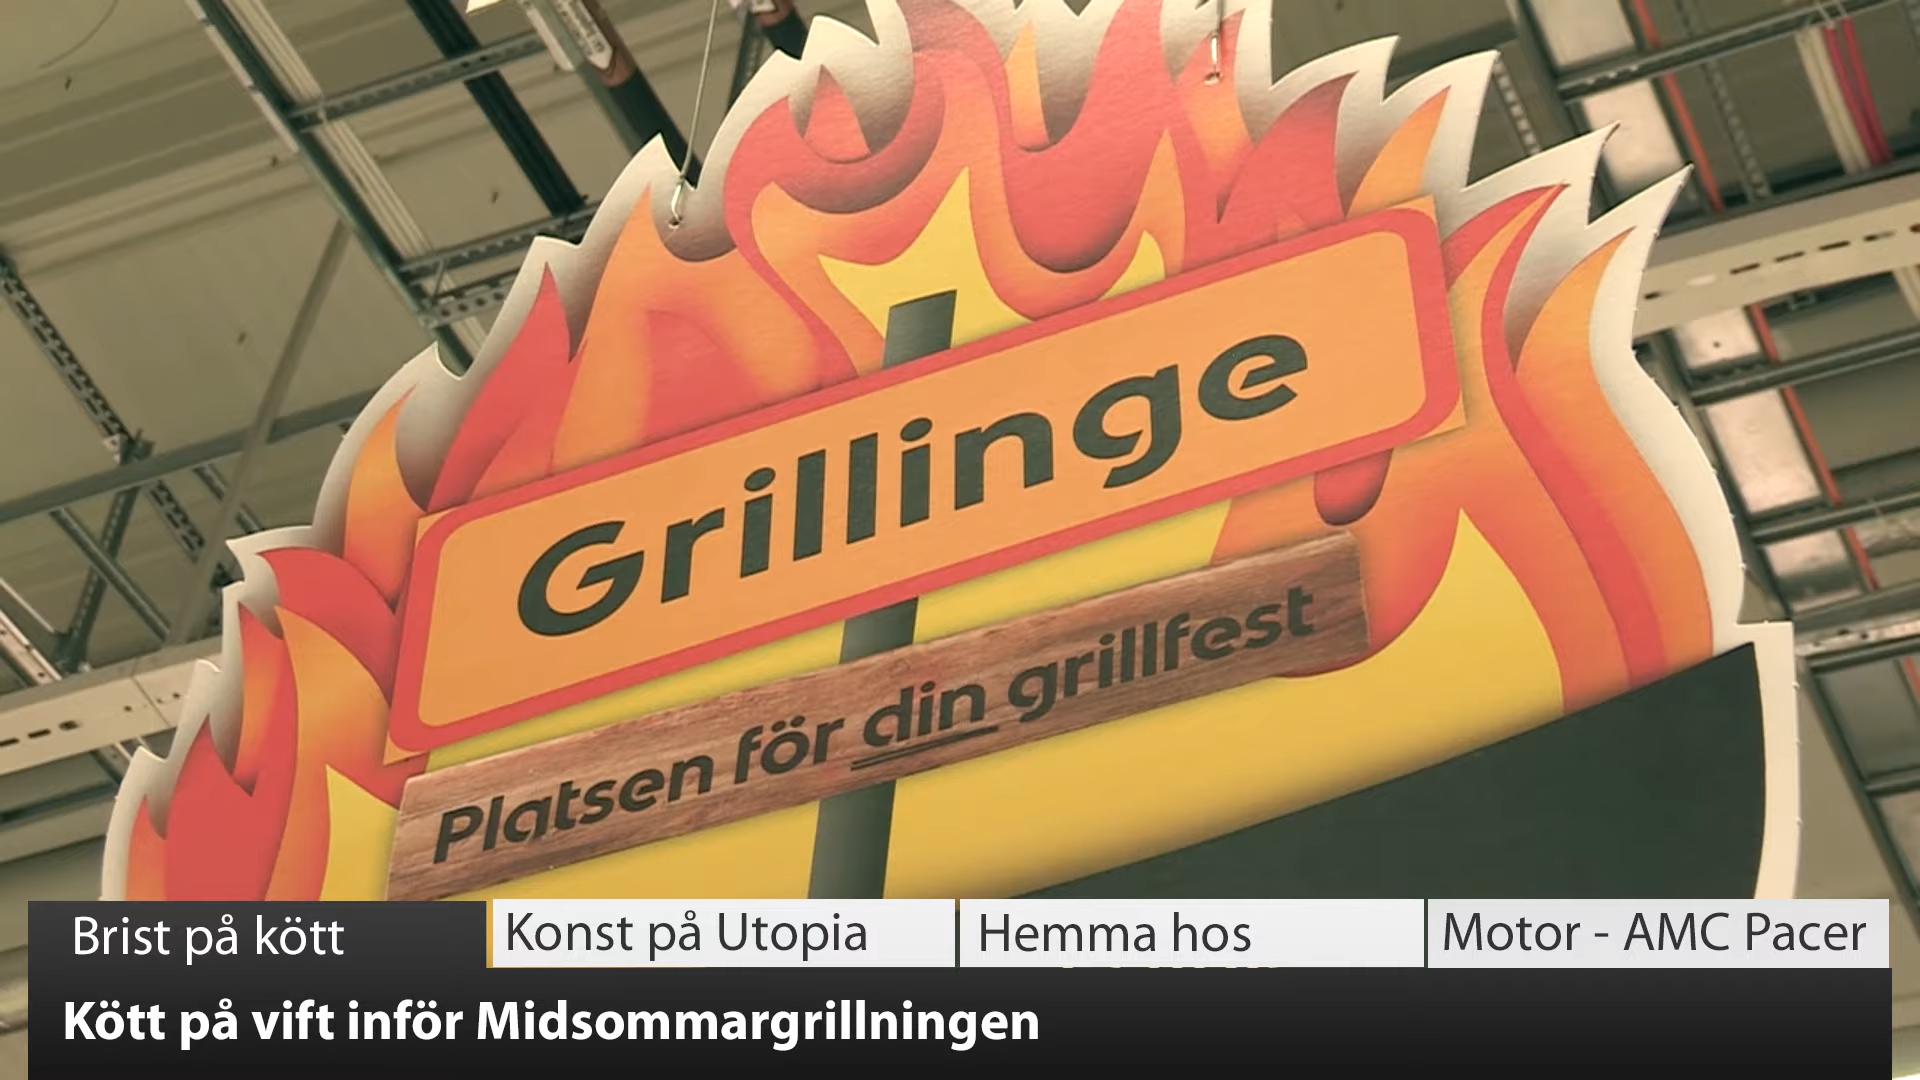 Grillinge
Platsen för din grillfest
Brist på kött
Konst på Utopia
Hemma hos
Motor - AMC Pacer
Kött på vift inför Midsommargrillningen